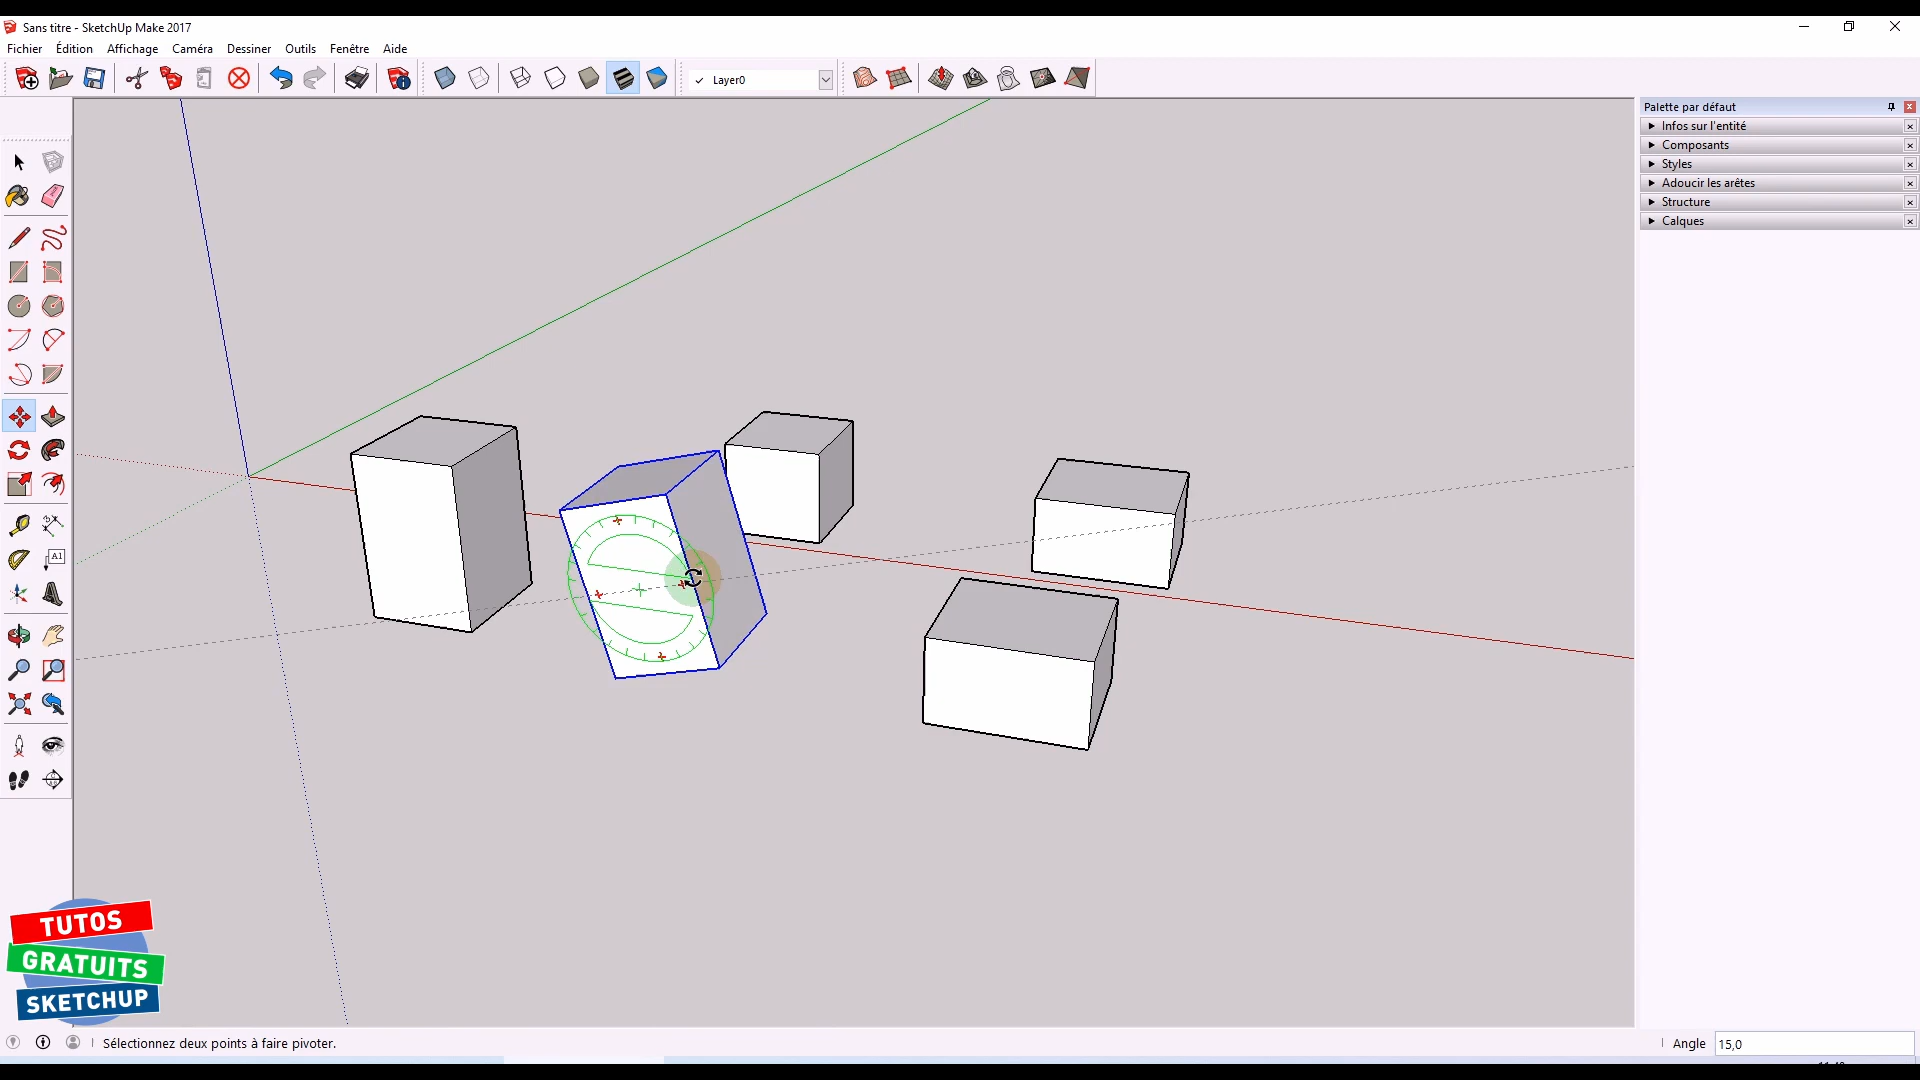 Sans titre - SketchUp Make 2017
Fichier Édition Affichage Caméra Dessiner Outils Fenêtre Aide
Layer0
Palette par défaut
Infos sur l'entité
Composants
Styles
Adoucir les arêtes
Structure
Calques
A1
TUTOS
GRATUITS
SKETCHUP
Sélectionnez deux points à faire pivoter.
Angle 15,0